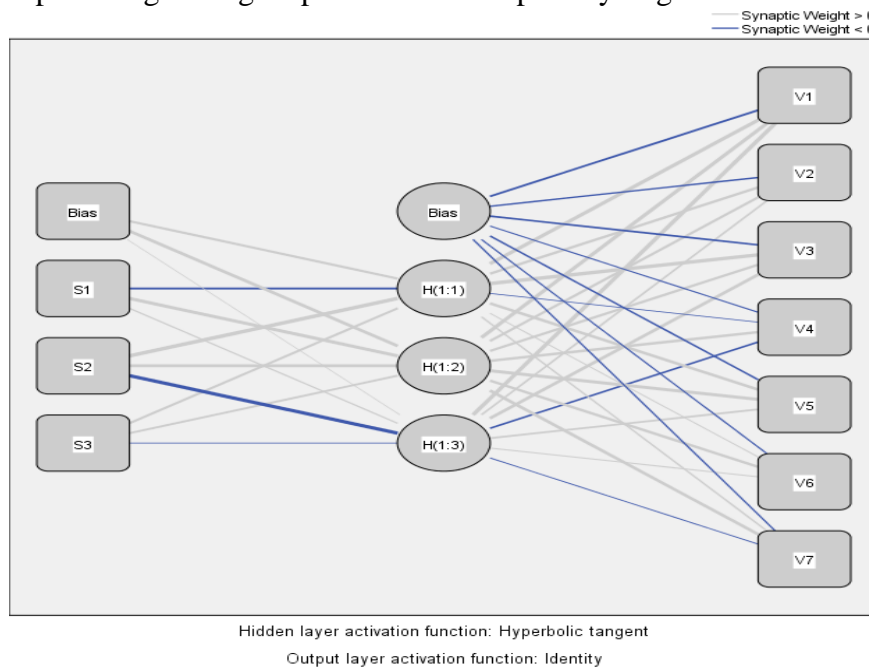 Synaptic Weight >
Synaptic Weight <
V1
V2
Bias
Bias
V3
S1
H(1:1)
V4
S2
H(1:2)
V5
S3
H(1:3)
V6
V7
Hidden layer activation function: Hyperbolic tangent
Output layer activation function: Identity